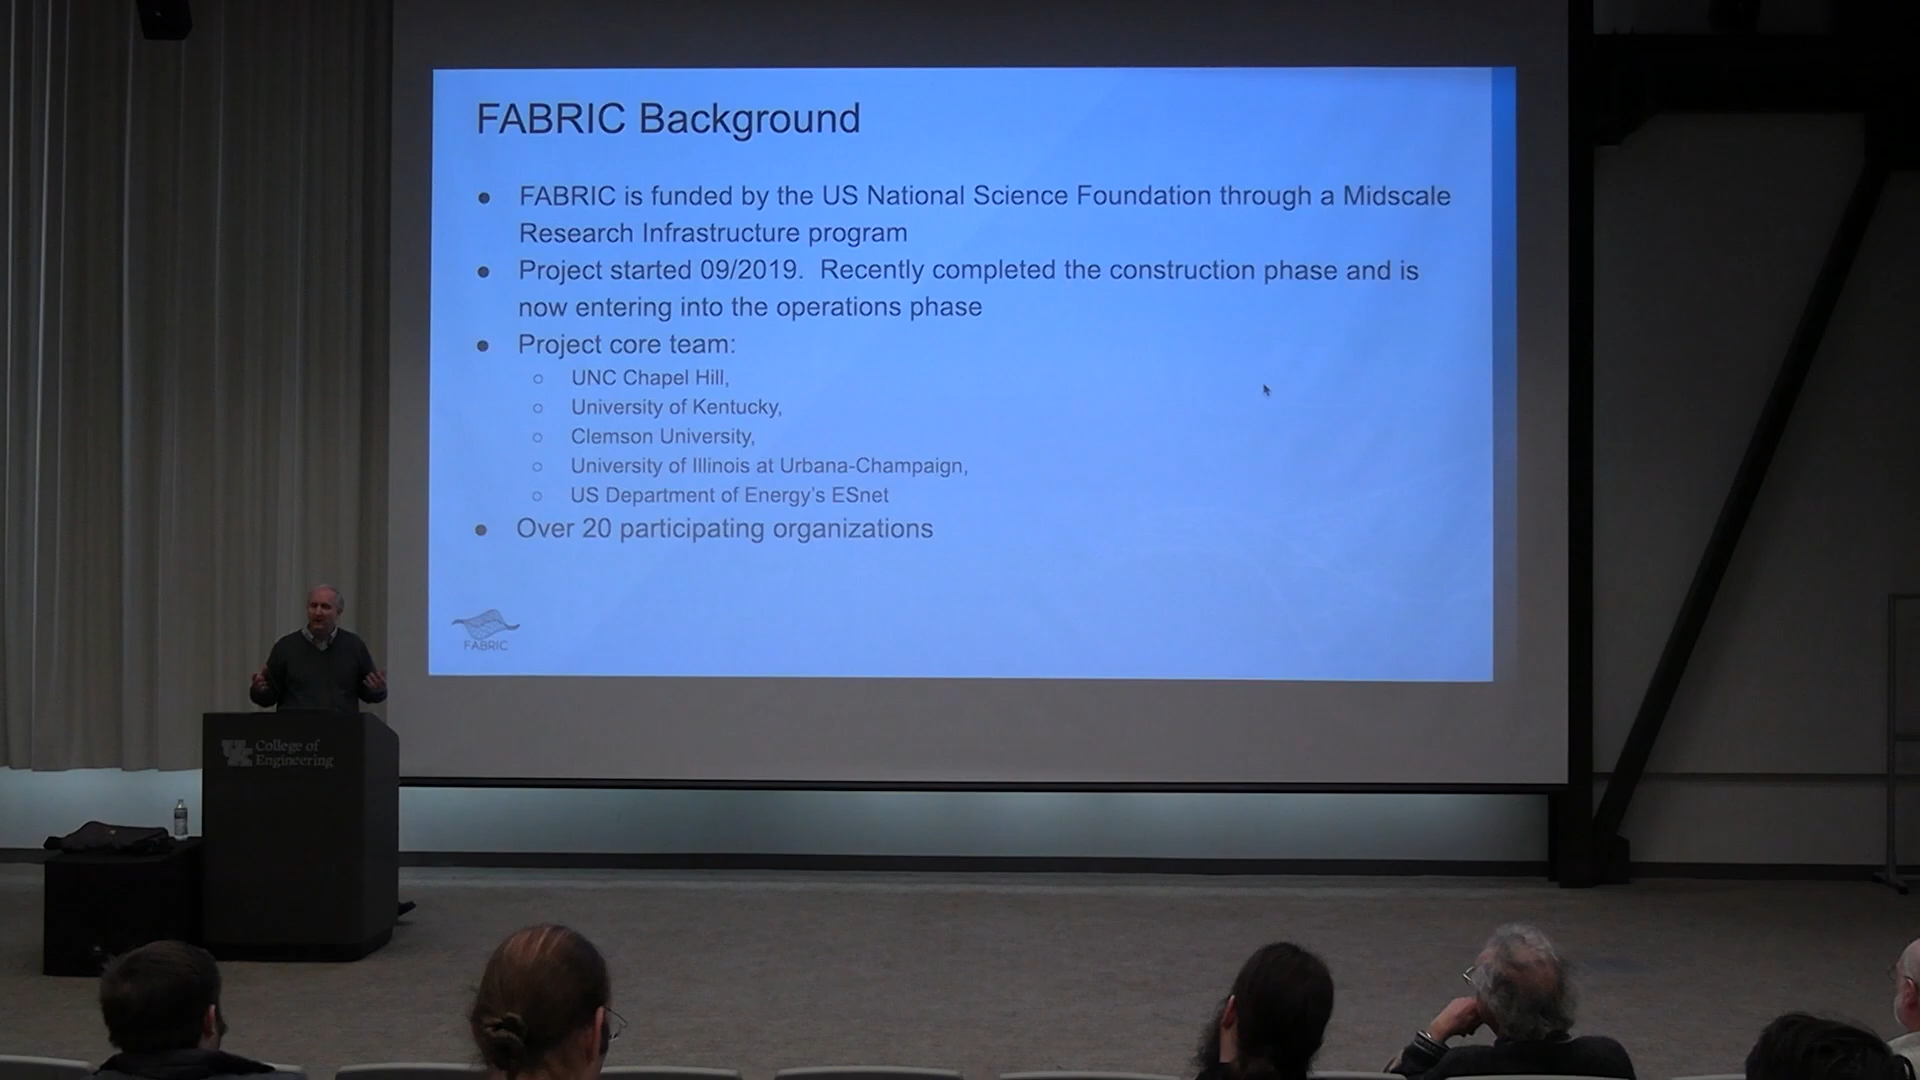 FABRIC Background
● FABRIC is funded by the US National Science Foundation through a Midscale
Research Infrastructure program
● Project started 09/2019. Recently completed the construction phase and is
now entering into the operations phase
● Project core team:
○ UNC Chapel Hill,
○ University of Kentucky,
○ Clemson University,
○ University of Illinois at Urbana-Champaign,
○ US Department of Energy’s ESnet
● Over 20 participating organizations
FABRIC
UK College of
Engineering